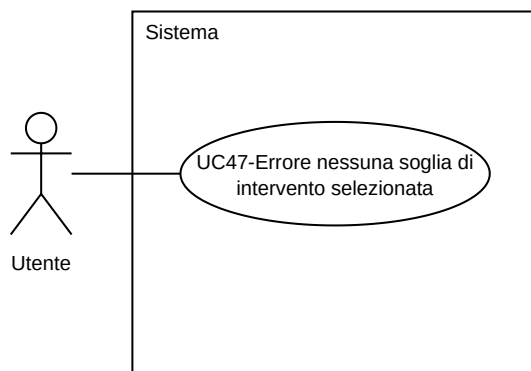 Sistema
UC47-Errore nessuna soglia di
intervento selezionata
Utente